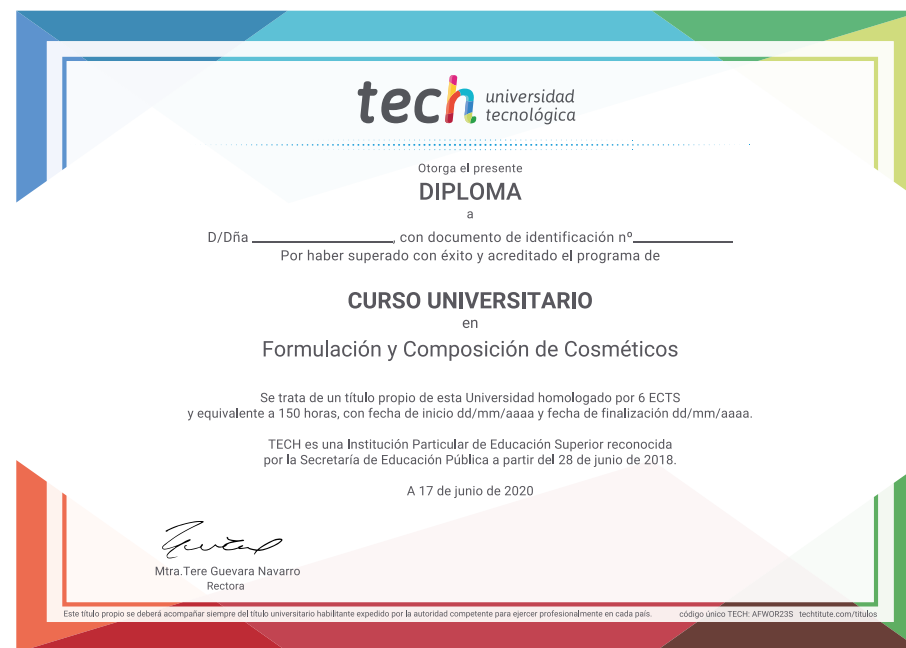 tech universidad
tecnológica
Otorga el presente
DIPLOMA
a
D/Dña ____________________, con documento de identificación nº______________
Por haber superado con éxito y acreditado el programa de
CURSO UNIVERSITARIO
en
Formulación y Composición de Cosméticos
Se trata de un título propio de esta Universidad homologado por 6 ECTS
y equivalente a 150 horas, con fecha de inicio dd/mm/aaaa y fecha de finalización dd/mm/aaaa.
TECH es una Institución Particular de Educación Superior reconocida
por la Secretaría de Educación Pública a partir del 28 de junio de 2018.
A 17 de junio de 2020
Mtra.Tere Guevara Navarro
Rectora
Este título propio se deberá acompañar siempre del título universitario habilitante expedido por la autoridad competente para ejercer profesionalmente en cada país. código único TECH: AFWOR23S techtitute.com/titulos